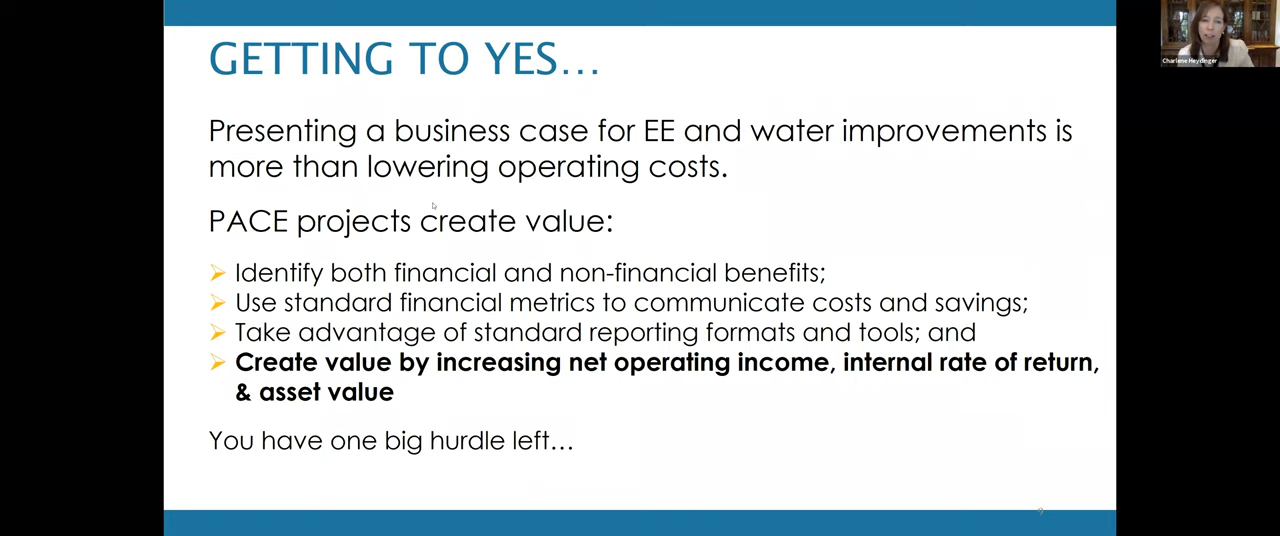 GETTING TO YES…
Charlene Heydinger
Presenting a business case for EE and water improvements is
more than lowering operating costs.
PACE projects create value:
Identify both financial and non-financial benefits;
Use standard financial metrics to communicate costs and savings;
Take advantage of standard reporting formats and tools; and
Create value by increasing net operating income, internal rate of return,
& asset value
You have one big hurdle left…
9